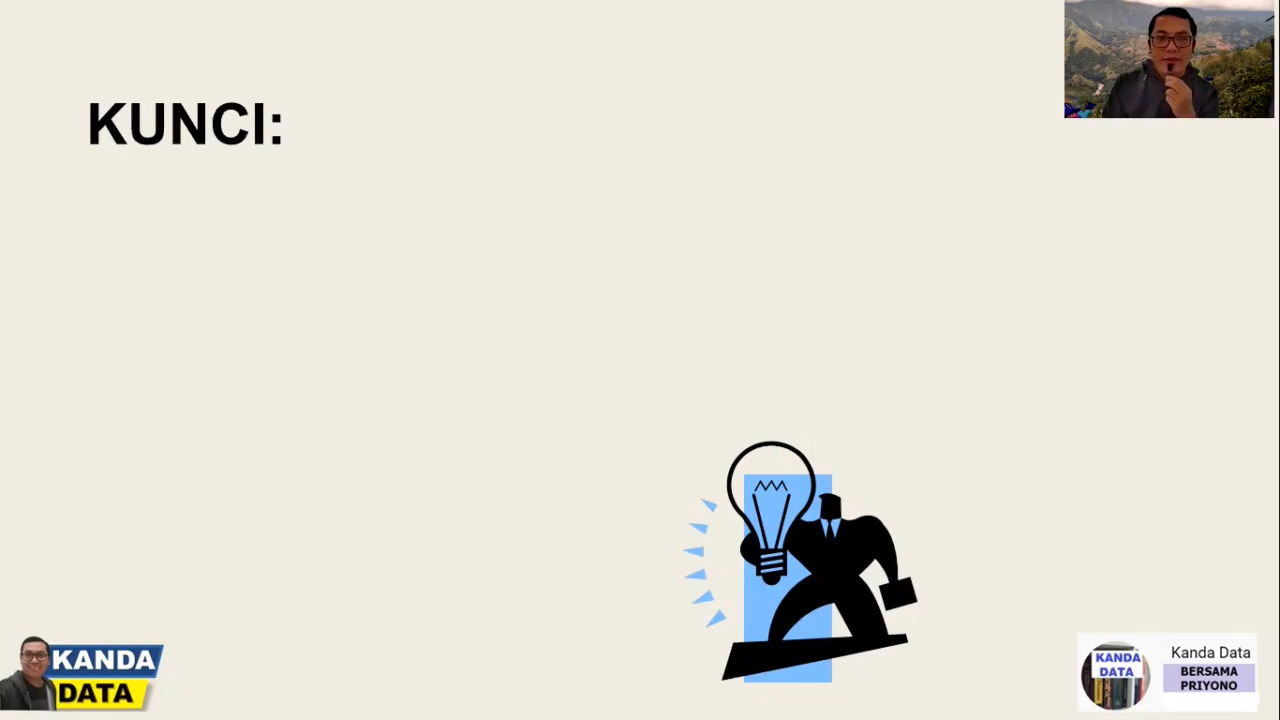 KUNCI:
KANDA
DATA
KANDA
DATA
Kanda Data
BERSAMA
PRIYONO